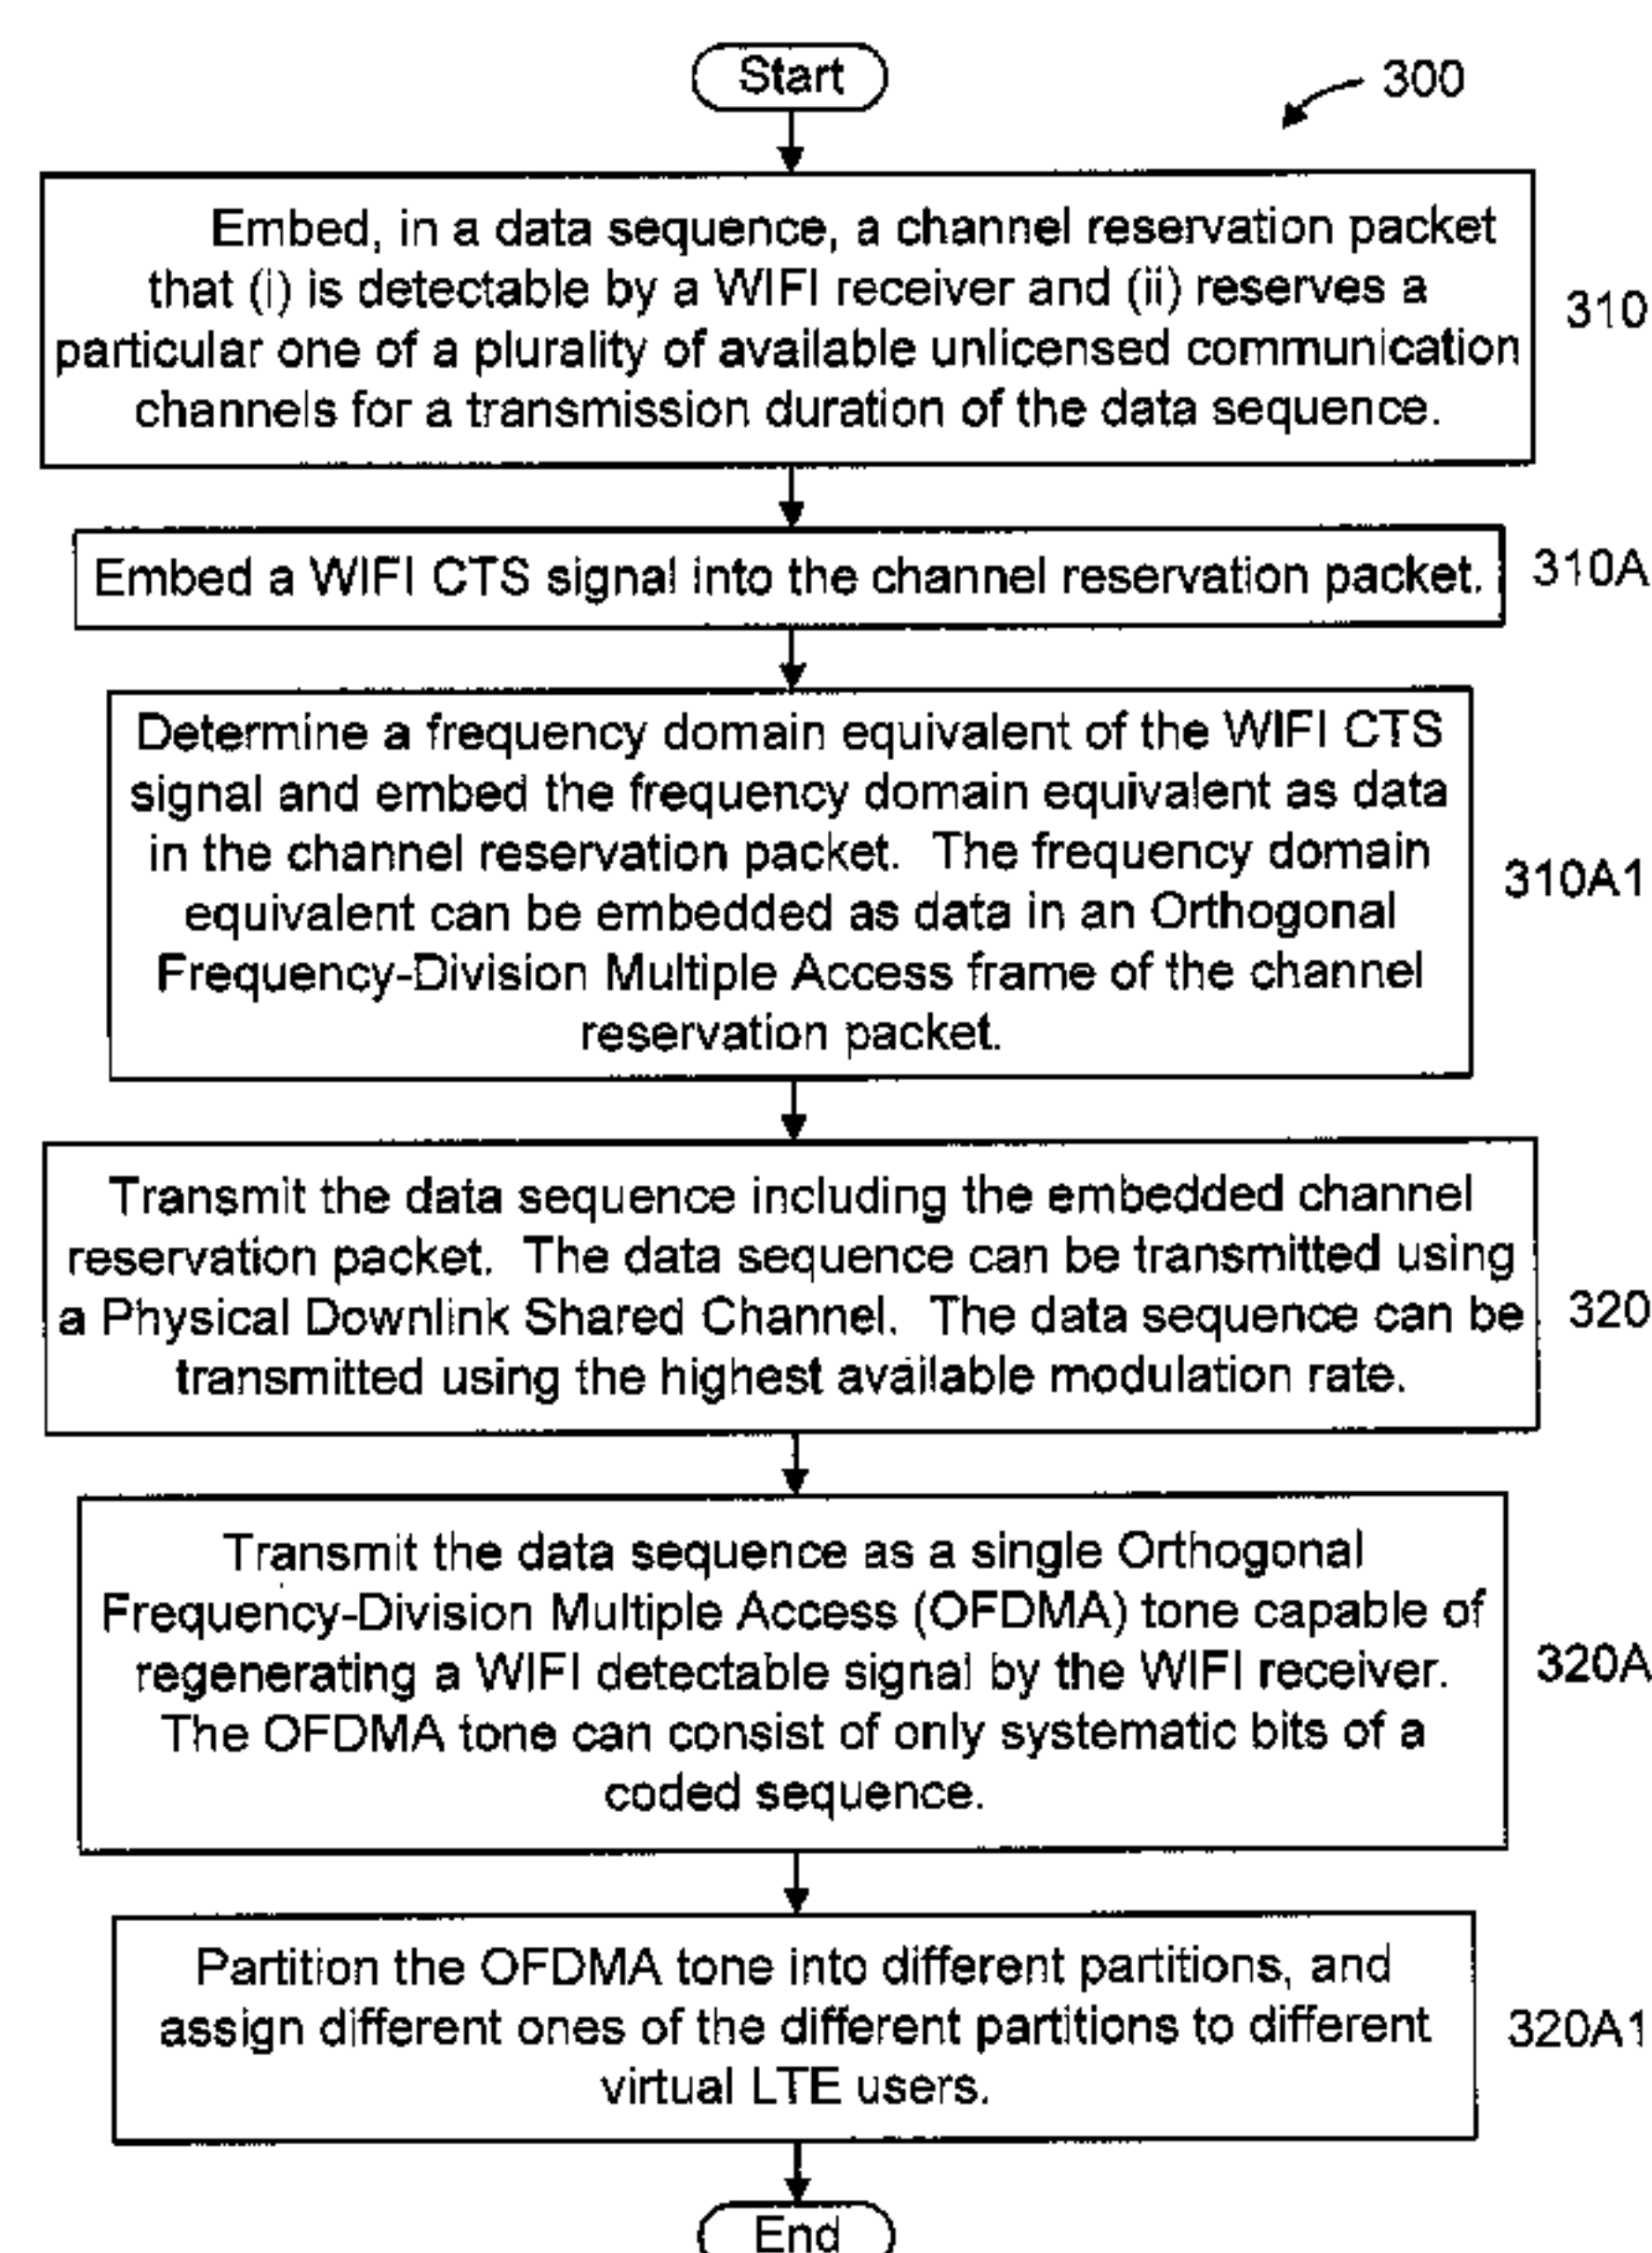 Start
300
Embed, in a data sequence, a channel reservation packet
that (i) is detectable by a WIFI receiver and (ii) reserves a
particular one of a plurality of available unlicensed communication
channels for a transmission duration of the data sequence.
310
Embed a WIFI CTS signal into the channel reservation packet.
310A
Determine a frequency domain equivalent of the WIFI CTS
signal and embed the frequency domain equivalent as data
in the channel reservation packet. The frequency domain
equivalent can be embedded as data in an Orthogonal
Frequency-Division Multiple Access frame of the channel
reservation packet.
310A1
Transmit the data sequence including the embedded channel
reservation packet. The data sequence can be transmitted using
a Physical Downlink Shared Channel. The data sequence can be
transmitted using the highest available modulation rate.
320
Transmit the data sequence as a single Orthogonal
Frequency-Division Multiple Access (OFDMA) tone capable of
regenerating a WIFI detectable signal by the WIFI receiver.
The OFDMA tone can consist of only systematic bits of a
coded sequence.
320A
Partition the OFDMA tone into different partitions, and
assign different ones of the different partitions to different
virtual LTE users.
320A1
End